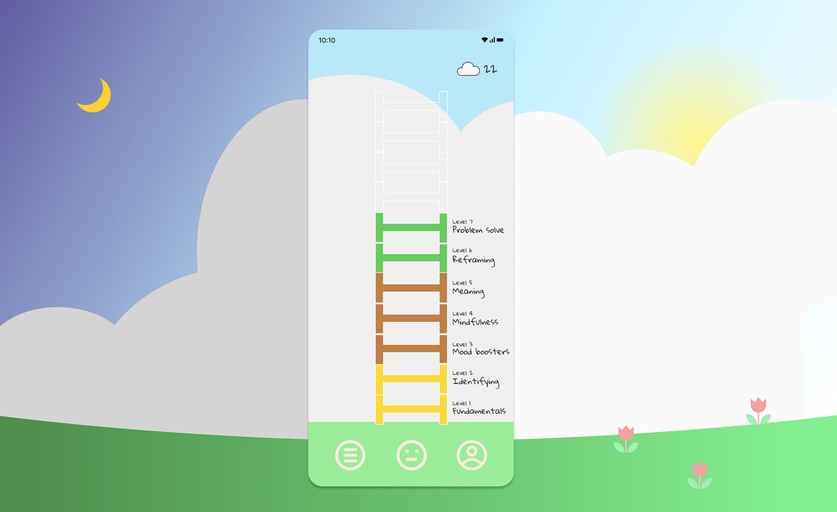 10:10
22
Level 7
Problem solve
Level 6
Reframing
Level 5
Meaning
Level 4
Mindfulness
Level 3
Mood boosters
Level 2
Identifying
Level 1
Fundamentals